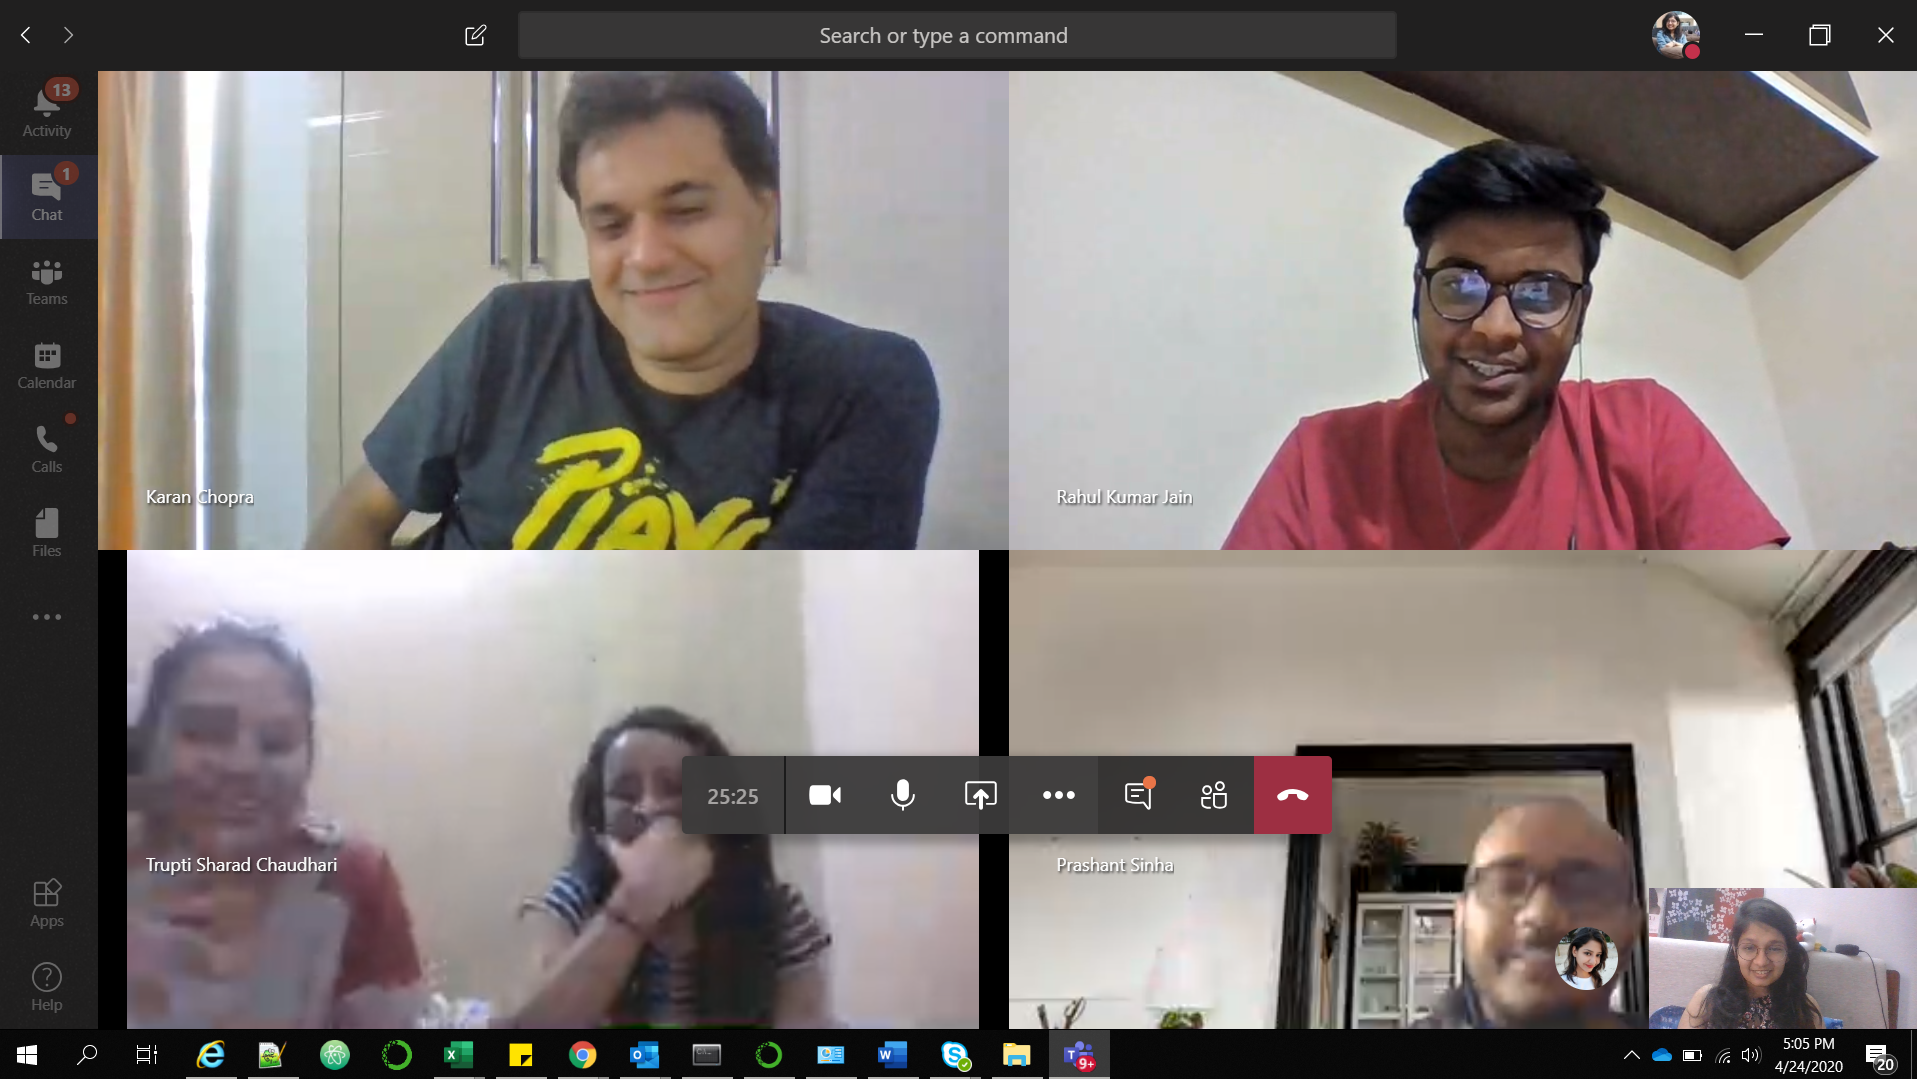 Search or type a command
13
Activity
1
Chat
Teams
Calendar
Calls
Files
Apps
Help
Karan Chopra
Rahul Kumar Jain
Trupti Sharad Chaudhari
Prashant Sinha
25:25
9+
5:05 PM
4/24/2020
20